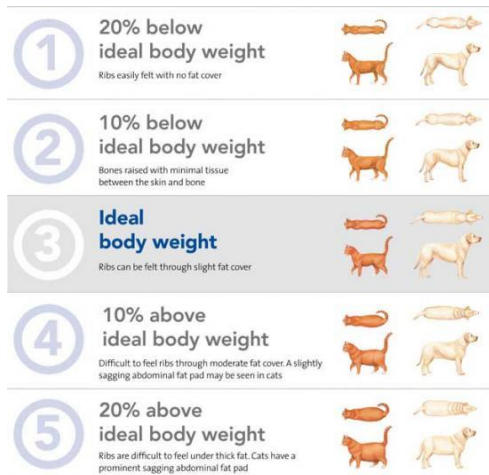 1
20% below
ideal body weight
Ribs easily felt with no fat cover
2
10% below
ideal body weight
Bones raised with minimal tissue
between the skin and bone
3
Ideal
body weight
Ribs can be felt through slight fat cover
4
10% above
ideal body weight
Difficult to feel ribs through moderate fat cover. A slightly
sagging abdominal fat pad may be seen in cats
5
20% above
ideal body weight
Ribs are difficult to feel under thick fat. Cats have a
prominent sagging abdominal fat pad